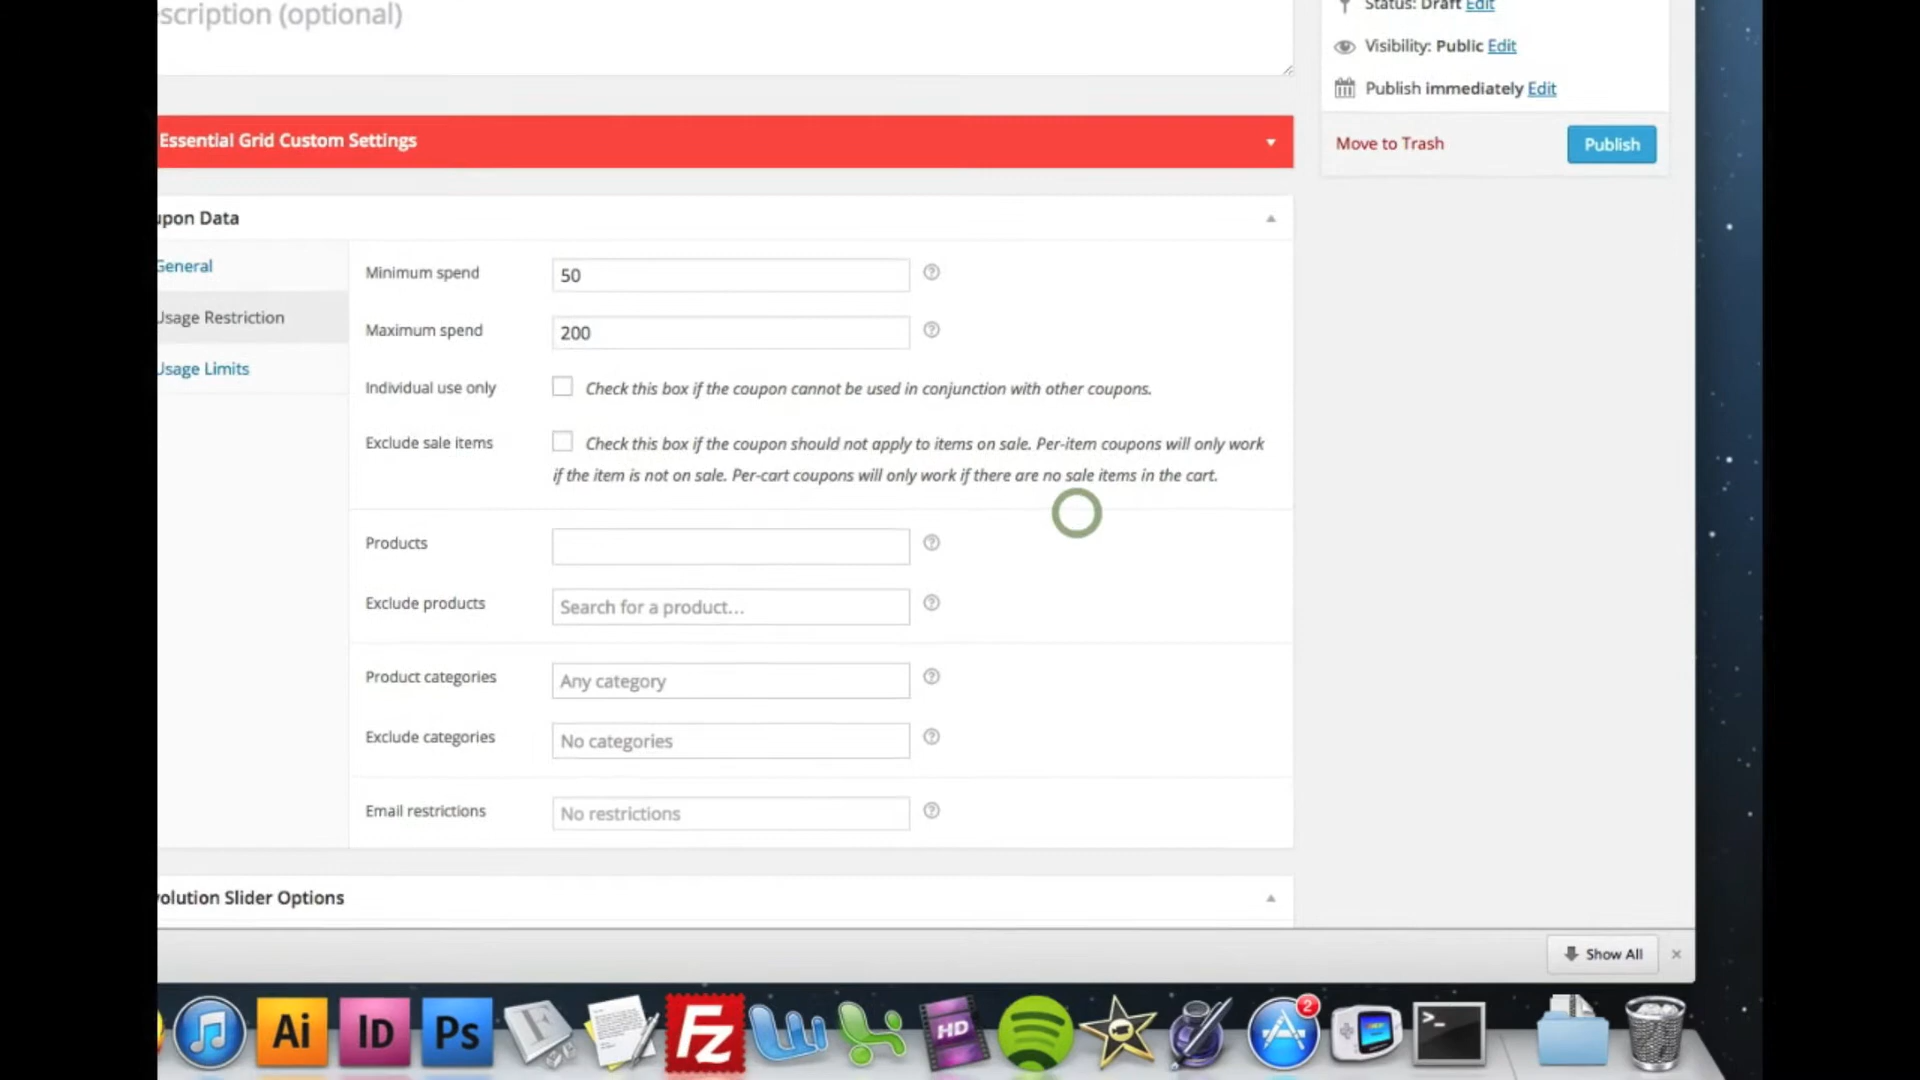 scription (optional)
Status: Draft Edit
Visibility: Public Edit
Publish immediately Edit
Move to Trash
Publish
Essential Grid Custom Settings
upon Data
General
Usage Restriction
Usage Limits
Minimum spend
50
Maximum spend
200
Individual use only
Check this box if the coupon cannot be used in conjunction with other coupons.
Exclude sale items
Check this box if the coupon should not apply to items on sale. Per-item coupons will only work
if the item is not on sale. Per-cart coupons will only work if there are no sale items in the cart.
Products
Exclude products
Search for a product...
Product categories
Any category
Exclude categories
No categories
Email restrictions
No restrictions
volution Slider Options
Show All
Ai
Id
Ps
F
Fz
HD
2
>_